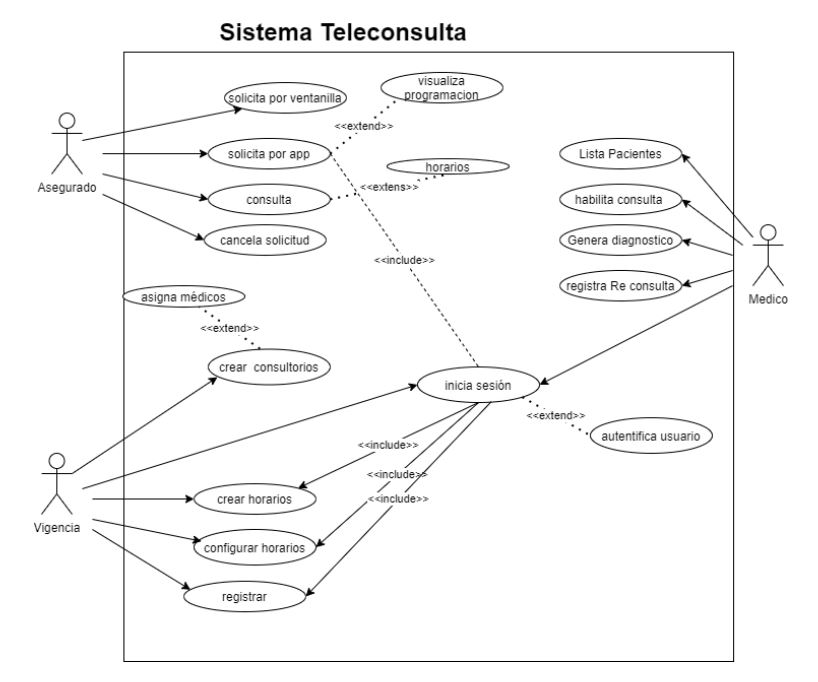 Sistema Teleconsulta
visualiza
programacion
solicita por ventanilla
<<extend>>
solicita por app
Lista Pacientes
horarios
Asegurado
<<extens>>
consulta
habilita consulta
cancela solicitud
Genera diagnostico
<<include>>
registra Re consulta
asigna médicos
Medico
<<extend>>
crear consultorios
inicia sesión
<<extend>>
autentifica usuario
<<include>>
<<include>>
crear horarios
<<include>>
Vigencia
configurar horarios
registrar